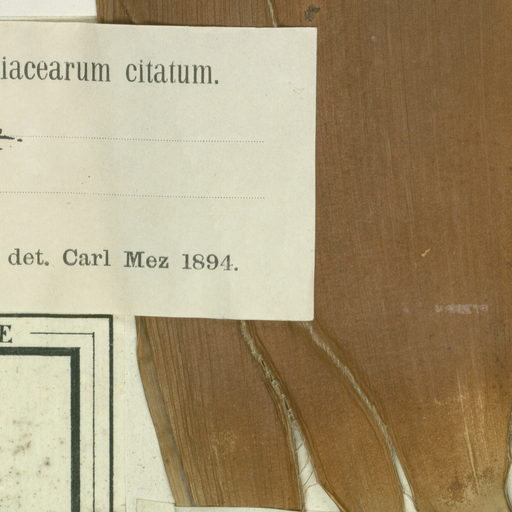 iacearum citatum.
det. Carl Mez 1894.
E